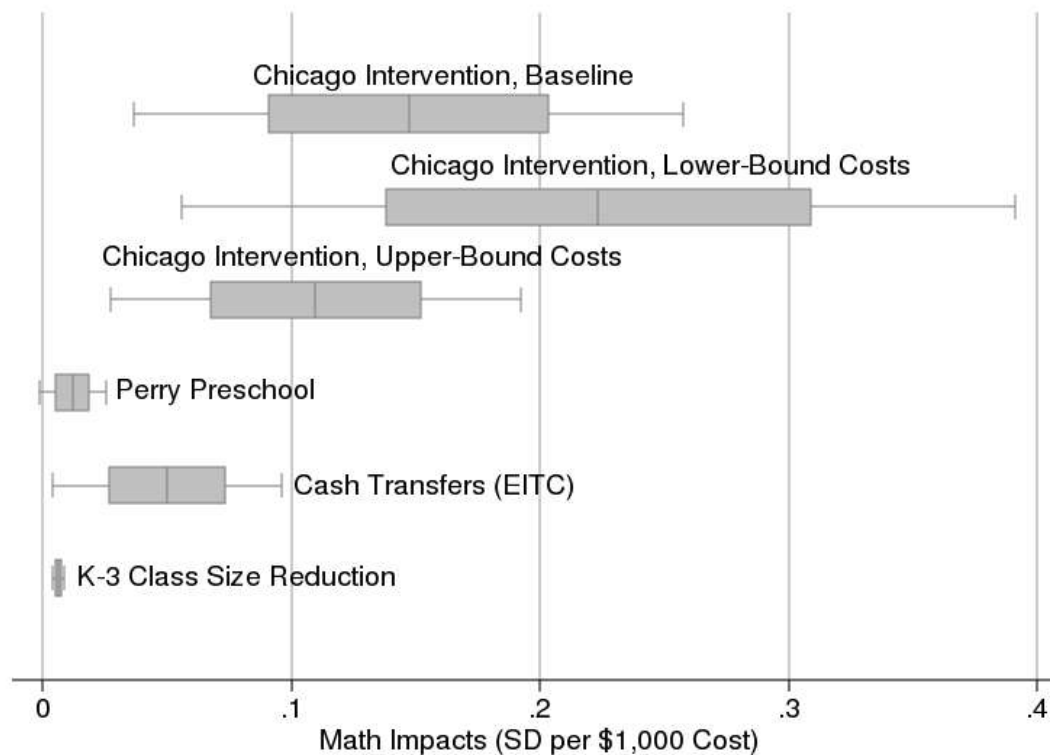 Chicago Intervention, Baseline
Chicago Intervention, Lower-Bound Costs
Chicago Intervention, Upper-Bound Costs
Perry Preschool
Cash Transfers (EITC)
K-3 Class Size Reduction
0 .1 .2 .3 .4
Math Impacts (SD per $1,000 Cost)